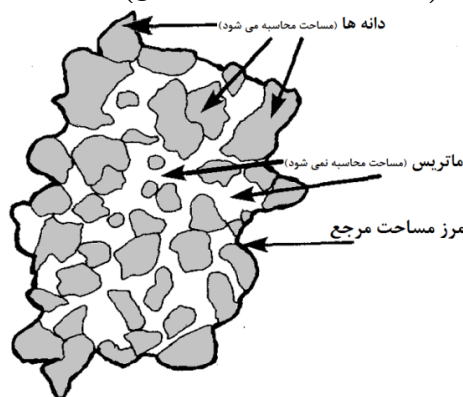 دانه ها (مساحت محاسبه می شود)
ماتریس (مساحت محاسبه نمی شود)
مرز مساحت مرجع